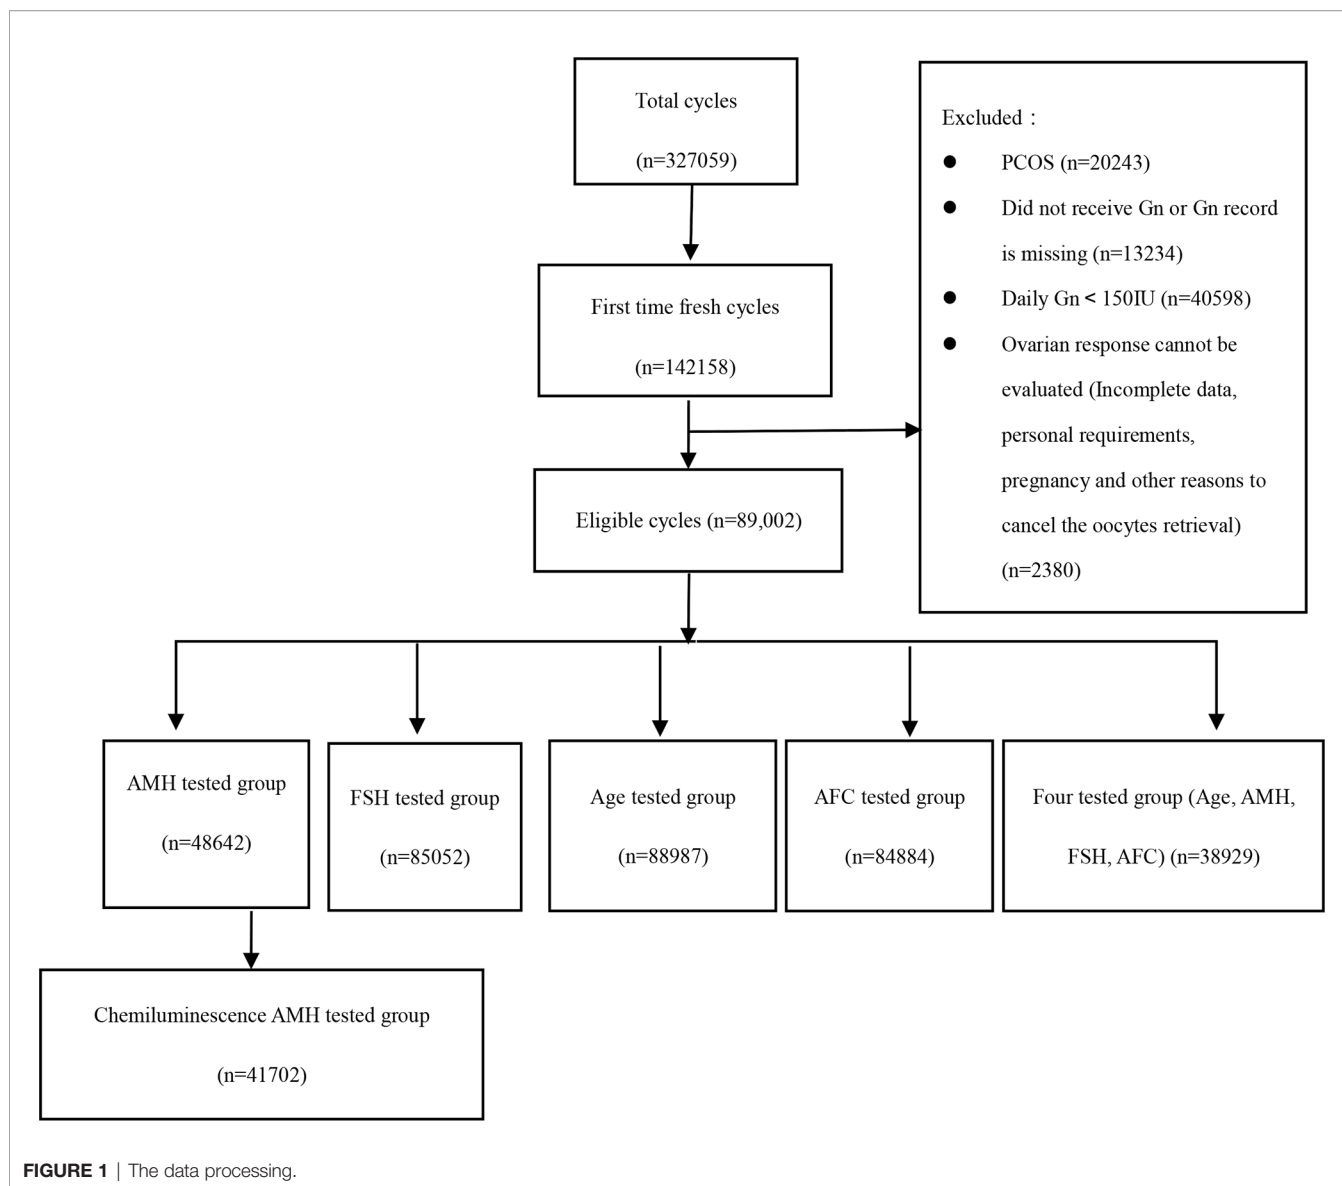 Total cycles
(n=327059)
Excluded :
● PCOS (n=20243)
● Did not receive Gn or Gn record
is missing (n=13234)
● Daily Gn < 150IU (n=40598)
● Ovarian response cannot be
evaluated (Incomplete data,
personal requirements,
pregnancy and other reasons to
cancel the oocytes retrieval)
(n=2380)
First time fresh cycles
(n=142158)
Eligible cycles (n=89,002)
AMH tested group
(n=48642)
FSH tested group
(n=85052)
Age tested group
(n=88987)
AFC tested group
(n=84884)
Four tested group (Age, AMH,
FSH, AFC) (n=38929)
Chemiluminescence AMH tested group
(n=41702)
FIGURE 1 | The data processing.